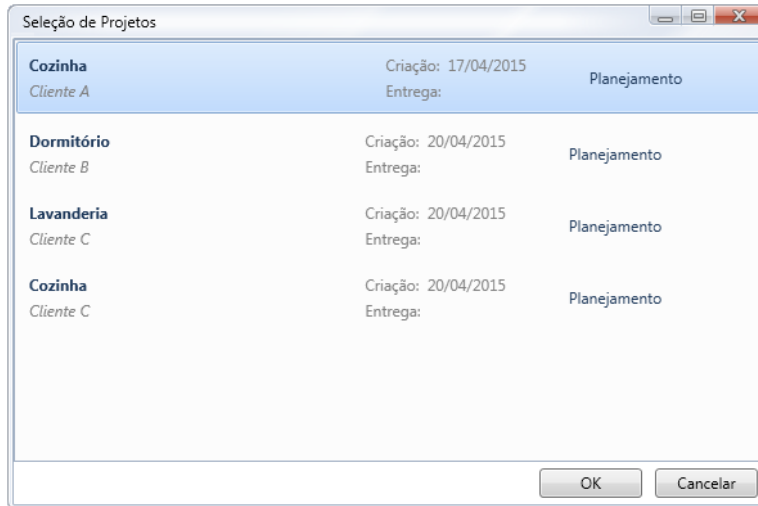 Seleção de Projetos
Cozinha Criação: 17/04/2015 Planejamento
Cliente A Entrega:
Dormitório Criação: 20/04/2015 Planejamento
Cliente B Entrega:
Lavanderia Criação: 20/04/2015 Planejamento
Cliente C Entrega:
Cozinha Criação: 20/04/2015 Planejamento
Cliente C Entrega:
OK Cancelar